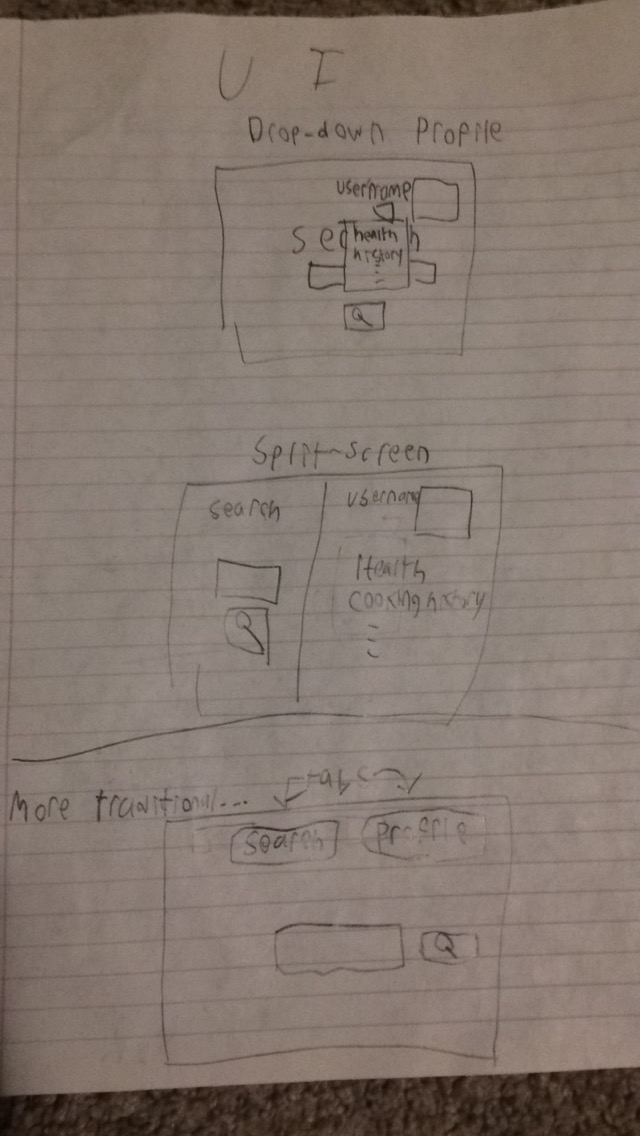 U I
Drop-down Profile
username
search
health
history
Split-screen
search
username
Health
cooking history
tabs
More traditional...
search
profile